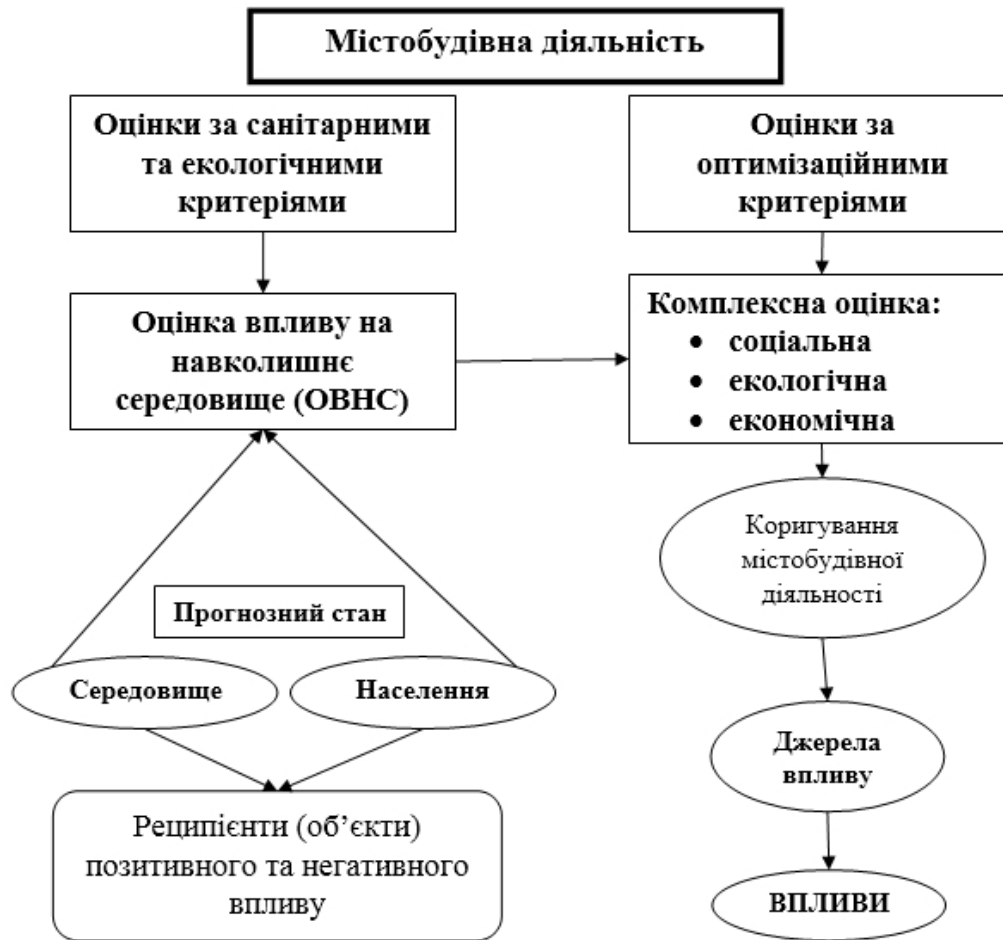 Містобудівна діяльність
Оцінки за санітарними
та екологічними
критеріями
Оцінки за
оптимізаційними
критеріями
Оцінка впливу на
навколишнє
середовище (ОВНС)
Комплексна оцінка:
• соціальна
• екологічна
• економічна
Коригування
містобудівної
діяльності
Прогнозний стан
Середовище
Населення
Джерела
впливу
Реципієнти (об’єкти)
позитивного та негативного
впливу
ВПЛИВИ